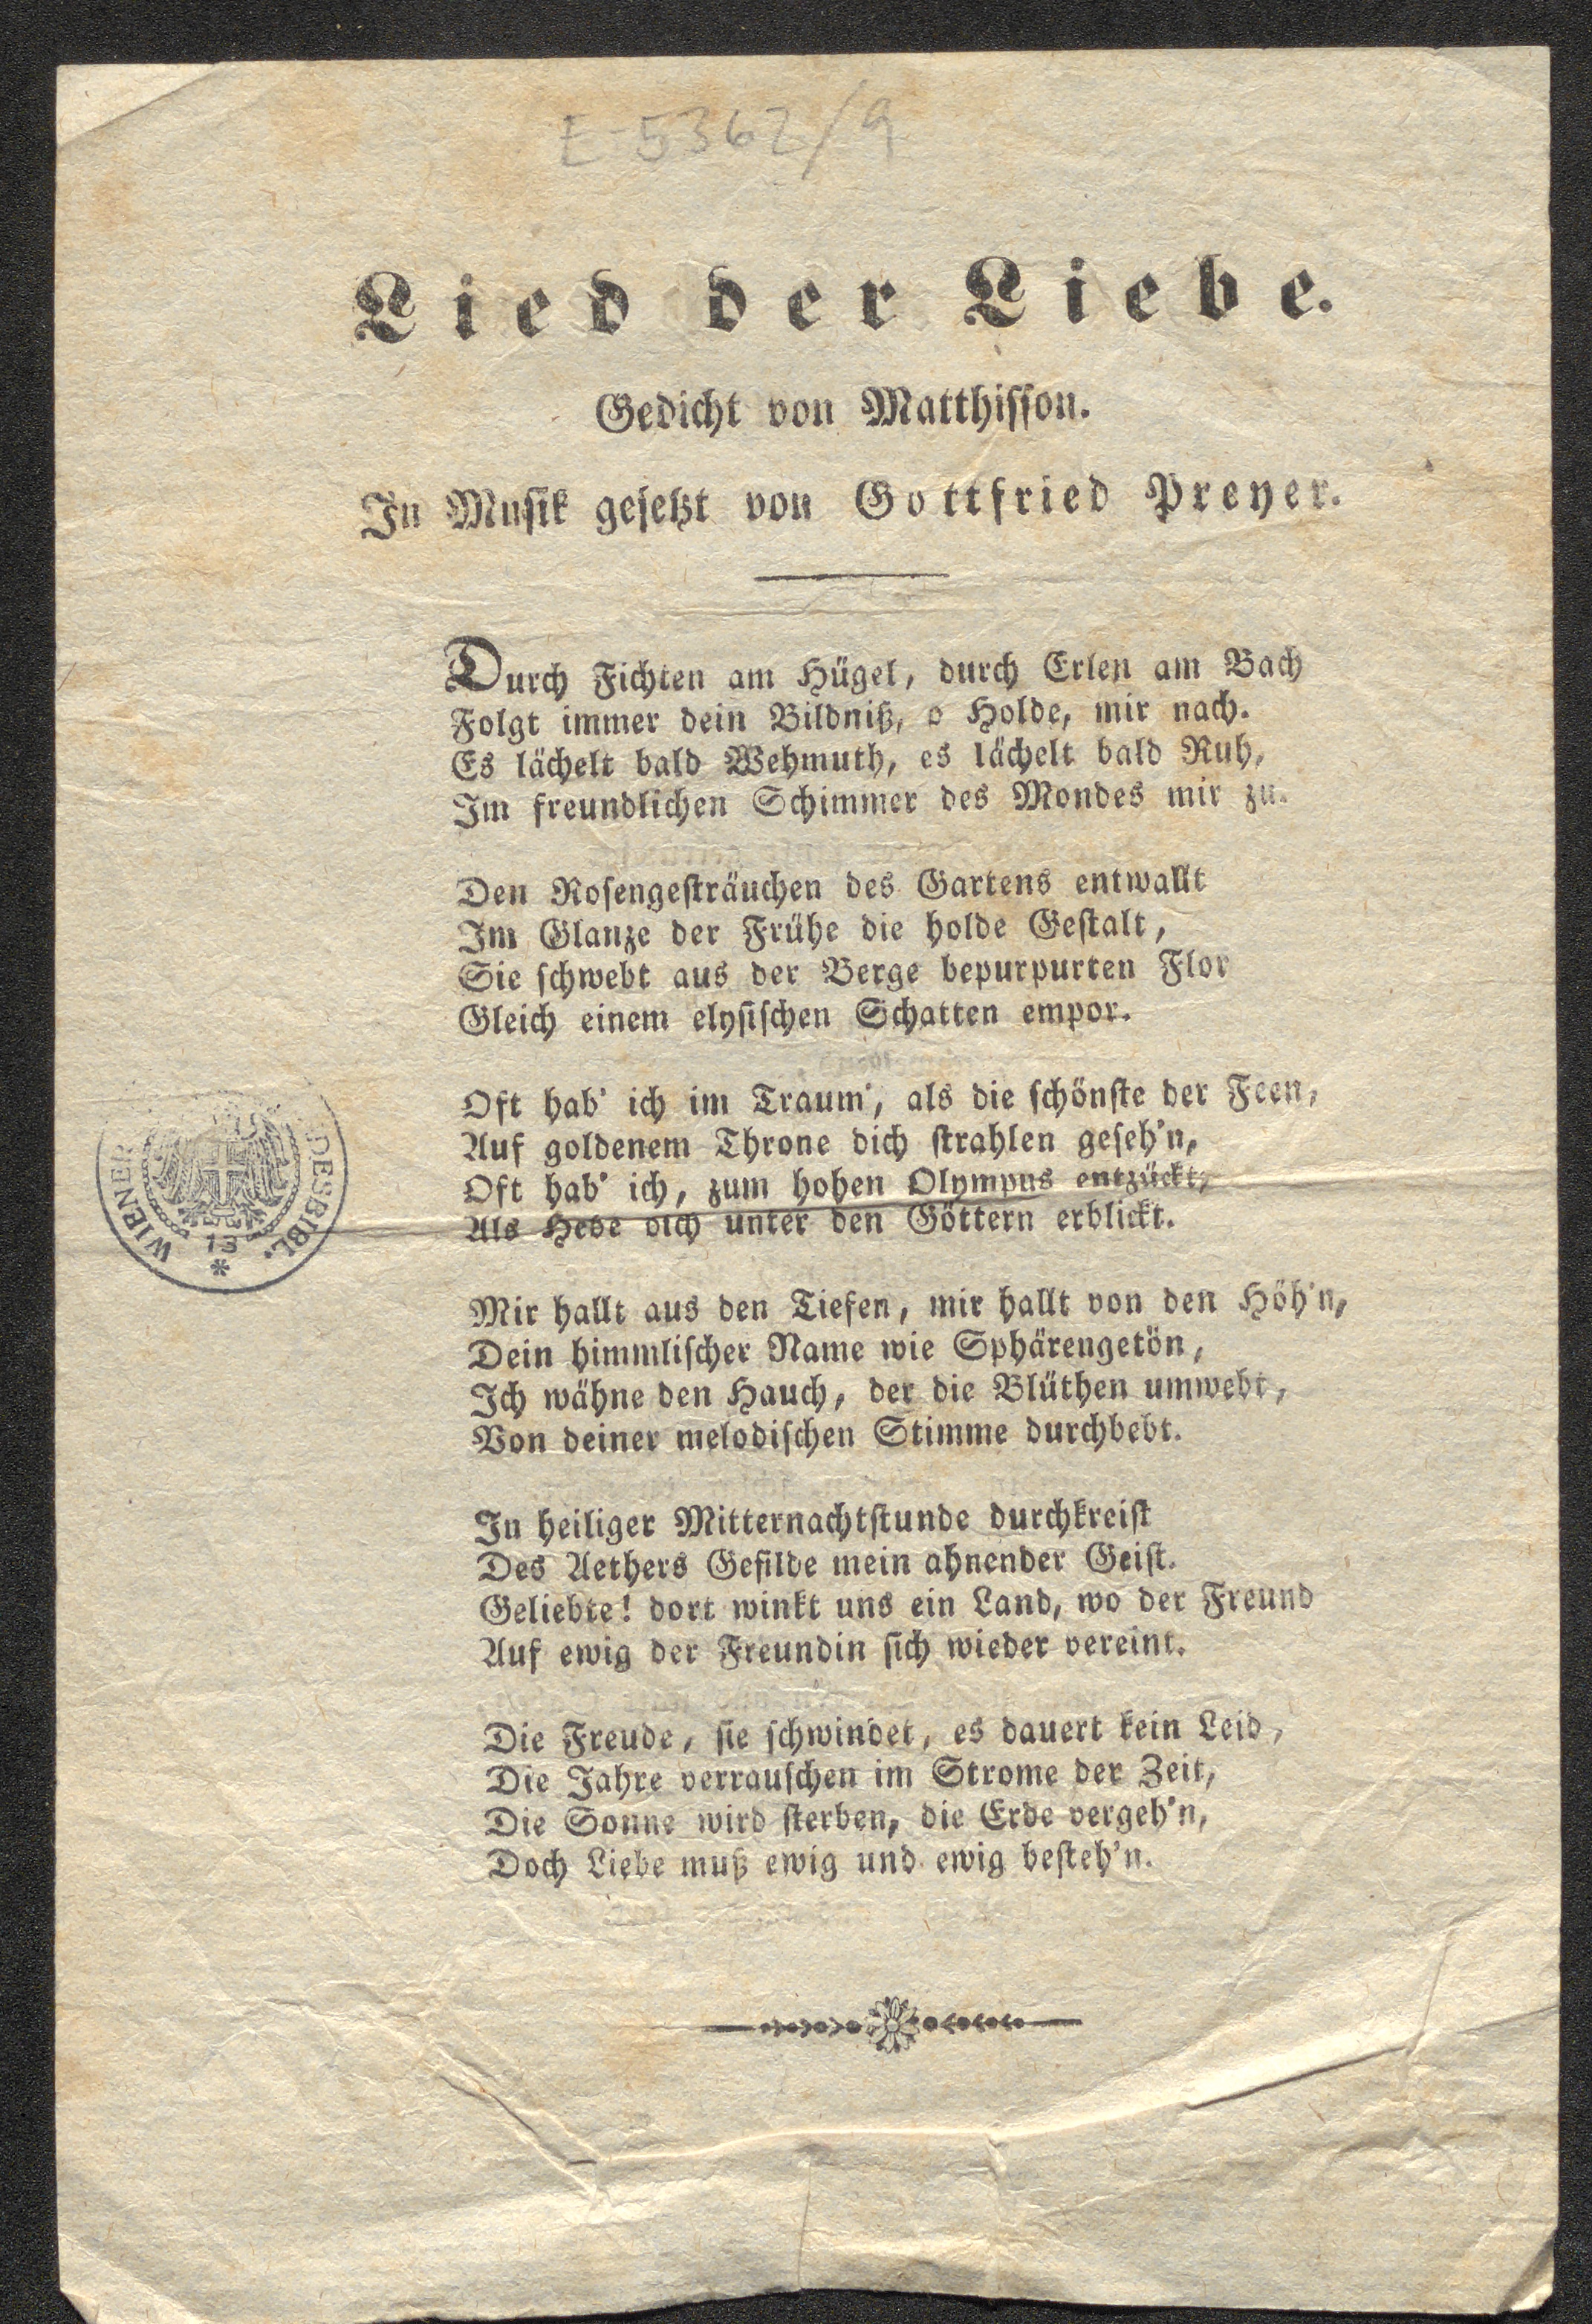 E-5362/9
Lied der Liebe.
Gedicht von Matthisson.
In Musik gesetzt von Gottfried Preyer.
Durch Fichten am Hügel, durch Erlen am Bach
Folgt immer dein Bildniß, o Holde, mir nach.
Es lächelt bald Wehmuth, es lächelt bald Ruh,
Im freundlichen Schimmer des Mondes mir zu.
Den Rosengesträuchen des Gartens entwallt
Im Glanze der Frühe die holde Gestalt,
Sie schwebt aus der Berge bepurpurten Flor
Gleich einem elysischen Schatten empor.
Oft hab' ich im Traum', als die schönste der Feen,
Auf goldenem Throne dich strahlen geseh'n,
Oft hab' ich, zum hohen Olympus entzückt,
Als Hebe dich unter den Göttern erblickt.
WIENER DESBIBL.
13
*
Mir hallt aus den Tiefen, mir hallt von den Höh'n,
Dein himmlischer Name wie Sphärengetön,
Ich wähne den Hauch, der die Blüthen umwebt,
Von deiner melodischen Stimme durchbebt.
In heiliger Mitternachtstunde durchkreist
Des Aethers Gefilde mein ahnender Geist.
Geliebte! dort winkt uns ein Land, wo der Freund
Auf ewig der Freundin sich wieder vereint.
Die Freude, sie schwindet, es dauert kein Leid,
Die Jahre verrauschen im Strome der Zeit,
Die Sonne wird sterben, die Erde vergeh'n,
Doch Liebe muß ewig und ewig besteh'n.